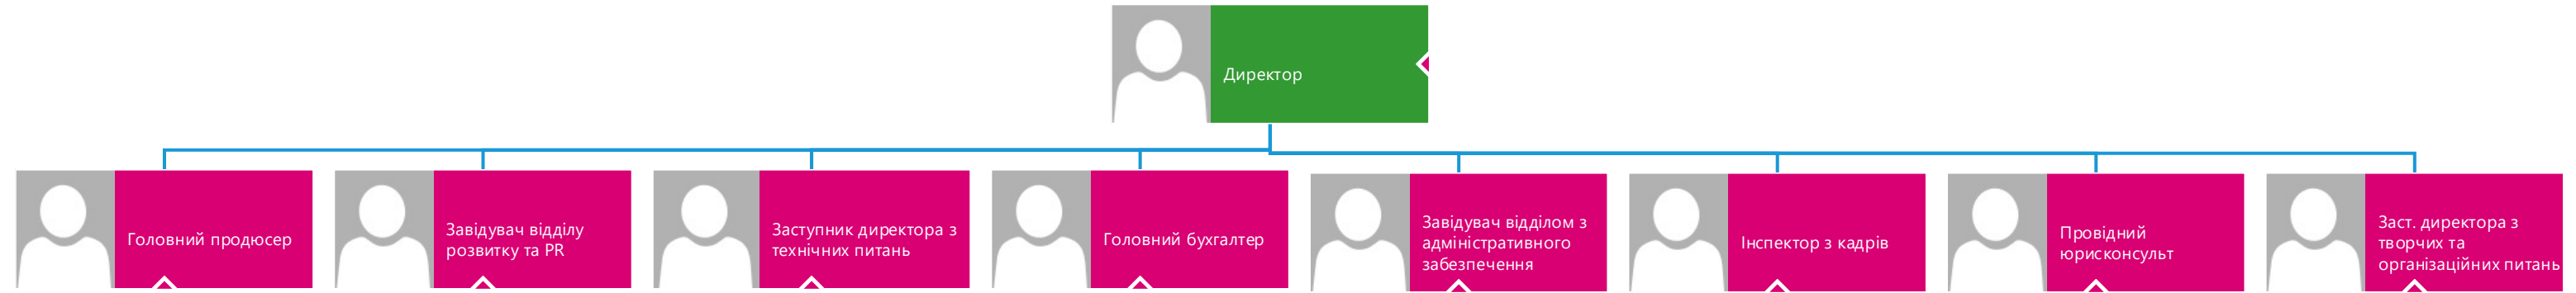 Директор
Головний продюсер
Завідувач відділу
розвитку та PR
Заступник директора з
технічних питань
Головний бухгалтер
Завідувач відділом з
адміністративного
забезпечення
Інспектор з кадрів
Провідний
юрисконсульт
Заст. директора з
творчих та
організаційних питань